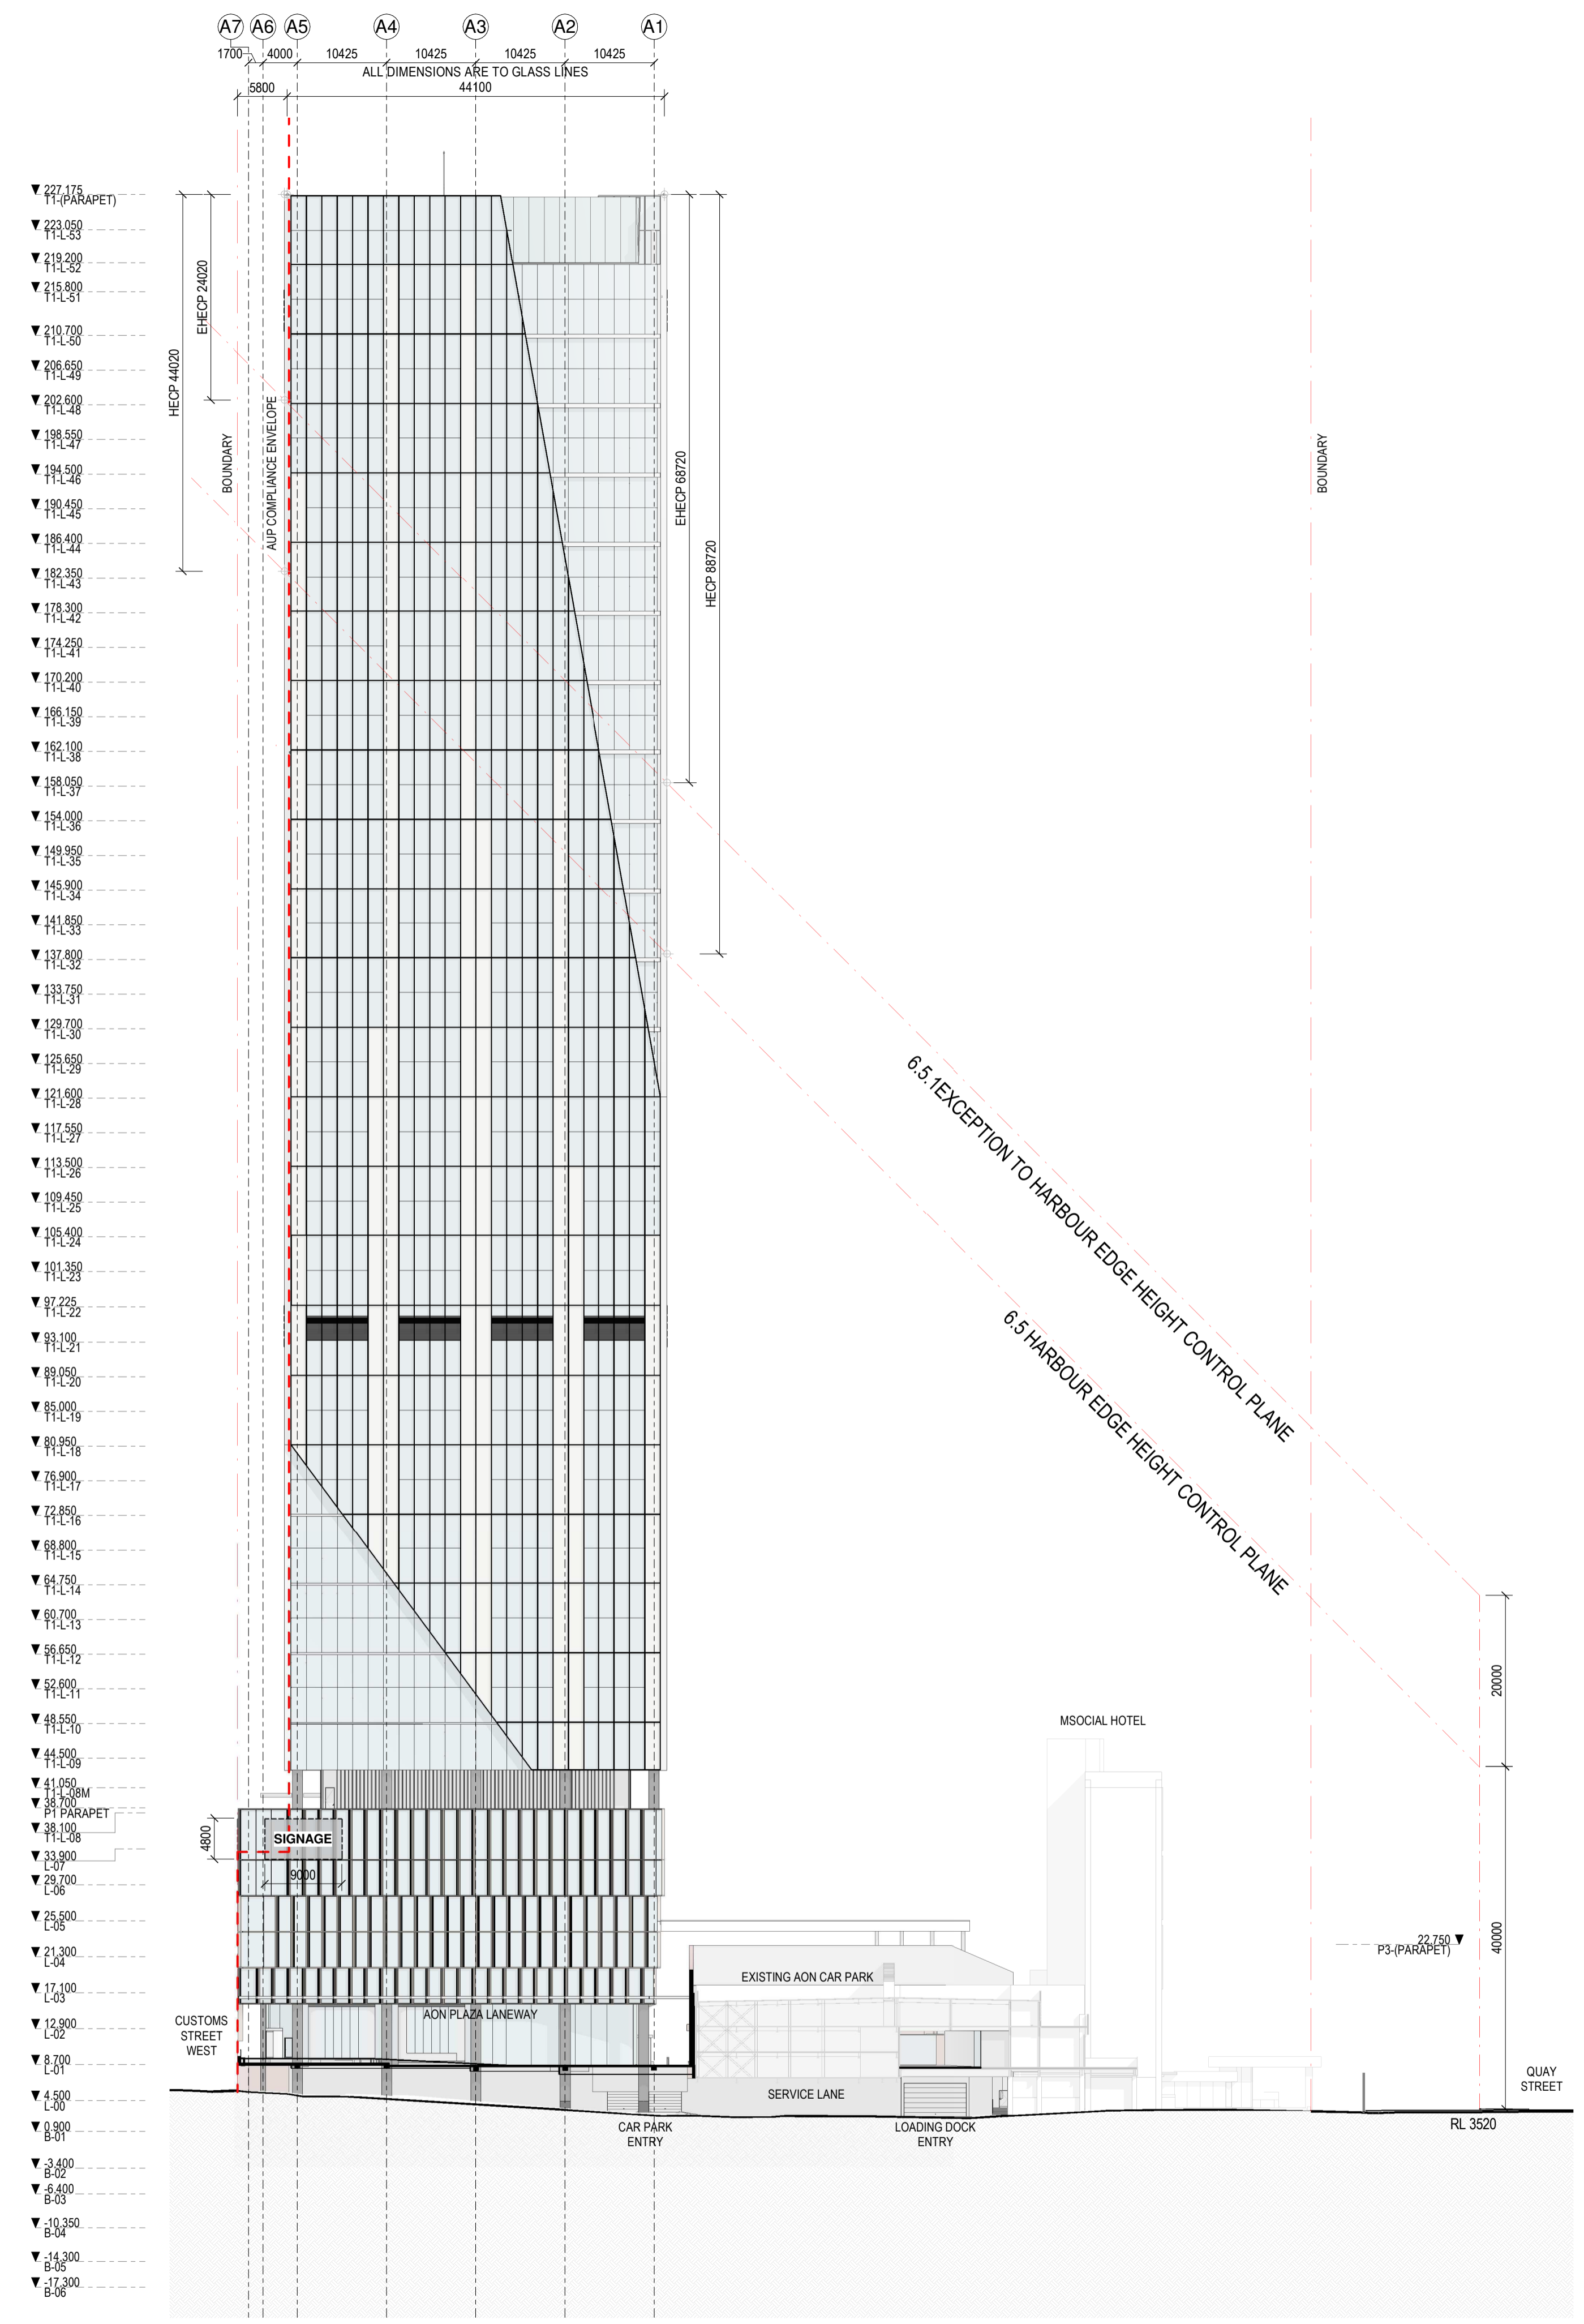 A7 A6 A5 A4 A3 A2 A1
1700 4000 10425 10425 10425 10425
ALL DIMENSIONS ARE TO GLASS LINES
5800 44100
227.175
T1-(PARAPET)
223.050
T1-L-53
219.200
T1-L-52
215.800
T1-L-51
210.700
T1-L-50
206.650
T1-L-49
202.600
T1-L-48
198.550
T1-L-47
194.500
T1-L-46
190.450
T1-L-45
186.400
T1-L-44
182.350
T1-L-43
178.300
T1-L-42
174.250
T1-L-41
170.200
T1-L-40
166.150
T1-L-39
162.100
T1-L-38
158.050
T1-L-37
154.000
T1-L-36
149.950
T1-L-35
145.900
T1-L-34
141.850
T1-L-33
137.800
T1-L-32
133.750
T1-L-31
129.700
T1-L-30
125.650
T1-L-29
121.600
T1-L-28
117.550
T1-L-27
113.500
T1-L-26
109.450
T1-L-25
105.400
T1-L-24
101.350
T1-L-23
97.225
T1-L-22
93.100
T1-L-21
89.050
T1-L-20
85.000
T1-L-19
80.950
T1-L-18
76.900
T1-L-17
72.850
T1-L-16
68.800
T1-L-15
64.750
T1-L-14
60.700
T1-L-13
56.650
T1-L-12
52.600
T1-L-11
48.550
T1-L-10
44.500
T1-L-09
41.050
T1-L-08M
38.700
P1 PARAPET
38.100
T1-L-08
33.900
L-07
29.700
L-06
25.500
L-05
21.300
L-04
17.100
L-03
12.900
L-02
8.700
L-01
4.500
L-00
0.900
B-01
-3.400
B-02
-6.400
B-03
-10.350
B-04
-14.300
B-05
-17.300
B-06
HECP 44020
EHECP 24020
BOUNDARY
AUP COMPLIANCE ENVELOPE
EHECP 68720
HECP 88720
BOUNDARY
6.5.1EXCEPTION TO HARBOUR EDGE HEIGHT CONTROL PLANE
6.5 HARBOUR EDGE HEIGHT CONTROL PLANE
20000
40000
MSOCIAL HOTEL
4800
SIGNAGE
9000
22.750
P3-(PARAPET)
EXISTING AON CAR PARK
AON PLAZA LANEWAY
CUSTOMS
STREET
WEST
SERVICE LANE
QUAY
STREET
CAR PARK
ENTRY
LOADING DOCK
ENTRY
RL 3520